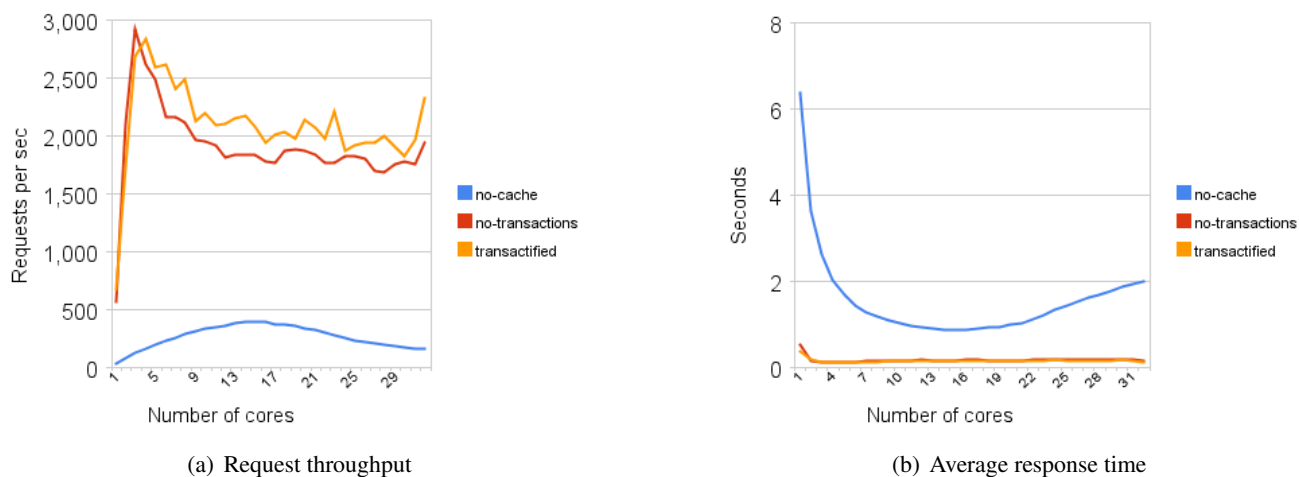 3,000
2,500
2,000
1,500
1,000
500
0
Requests per sec
1 5 9 13 17 21 25 29
Number of cores
no-cache
no-transactions
transactified
(a) Request throughput
8
6
4
2
0
Seconds
1 4 7 10 13 16 19 22 25 28 31
Number of cores
no-cache
no-transactions
transactified
(b) Average response time